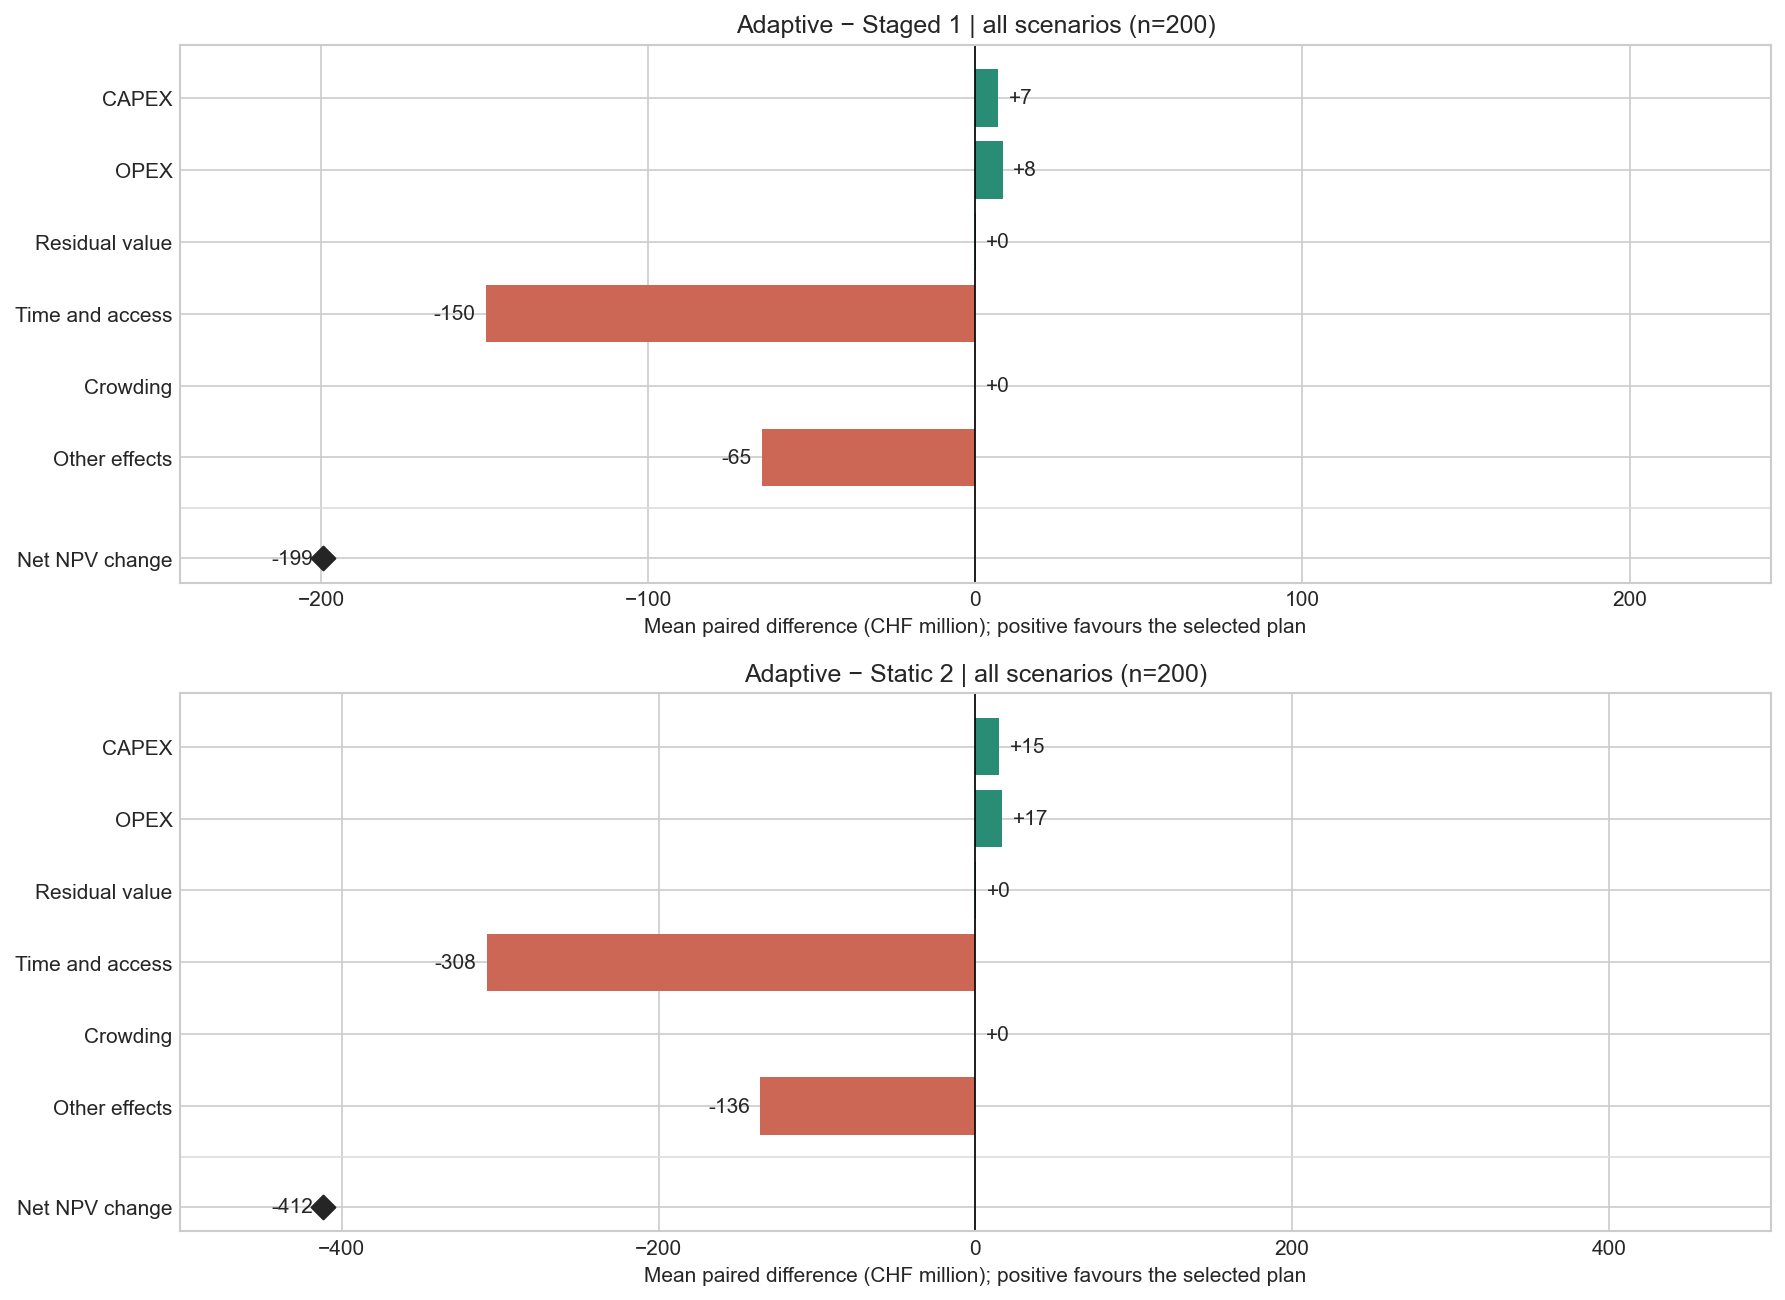 Adaptive − Staged 1 | all scenarios (n=200)
CAPEX
+7
OPEX
+8
Residual value
+0
Time and access
-150
Crowding
+0
Other effects
-65
Net NPV change
-199
−200
−100
0
100
200
Mean paired difference (CHF million); positive favours the selected plan
Adaptive − Static 2 | all scenarios (n=200)
CAPEX
+15
OPEX
+17
Residual value
+0
Time and access
-308
Crowding
+0
Other effects
-136
Net NPV change
-412
−400
−200
0
200
400
Mean paired difference (CHF million); positive favours the selected plan